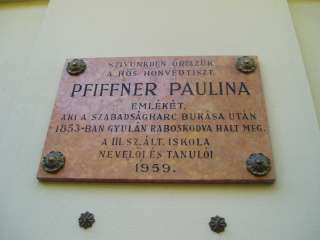 SZIVÜNKBEN ŐRIZZÜK
A HŐS HONVÉDTISZT,
PFIFFNER PAULINA
EMLÉKÉT,
AKI A SZABADSÁGHARC BUKÁSA UTÁN
1853-BAN GYULÁN RABOSKODVA HALT MEG.
A III. SZ. ÁLT. ISKOLA
NEVELŐI ÉS TANULÓI
1959.